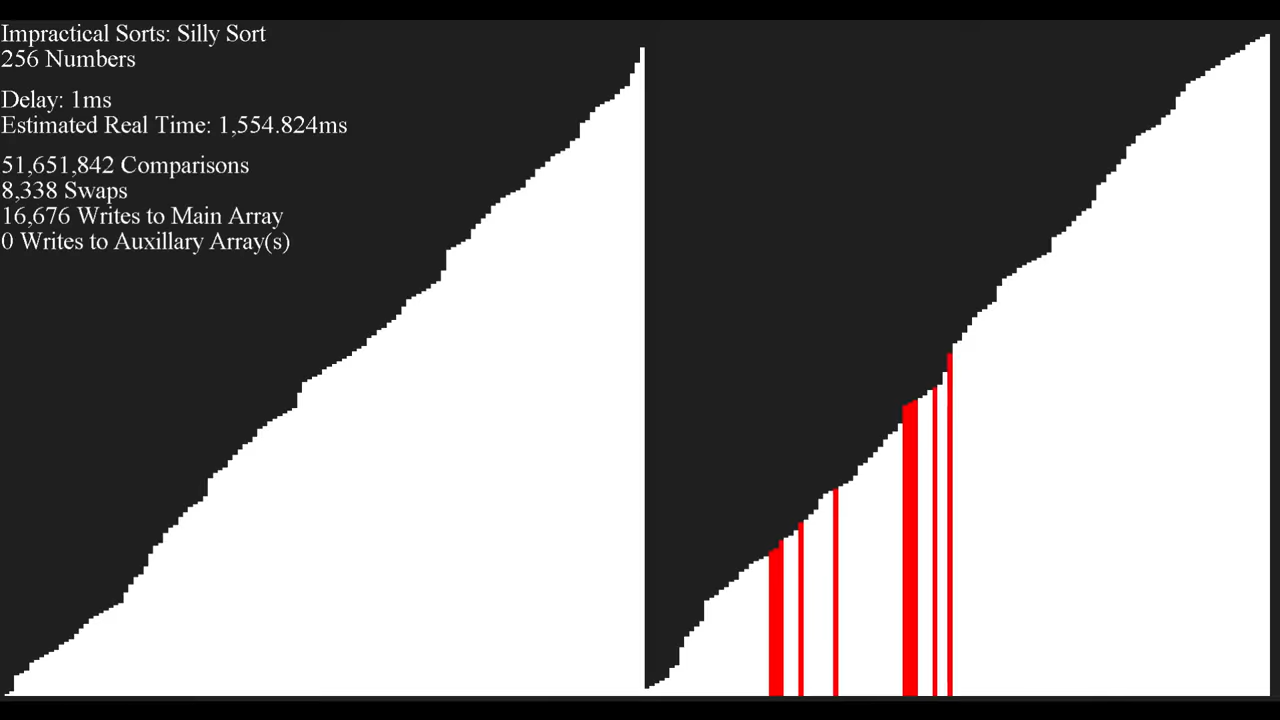 Impractical Sorts: Silly Sort
256 Numbers
Delay: 1ms
Estimated Real Time: 1,554.824ms
51,651,842 Comparisons
8,338 Swaps
16,676 Writes to Main Array
0 Writes to Auxillary Array(s)